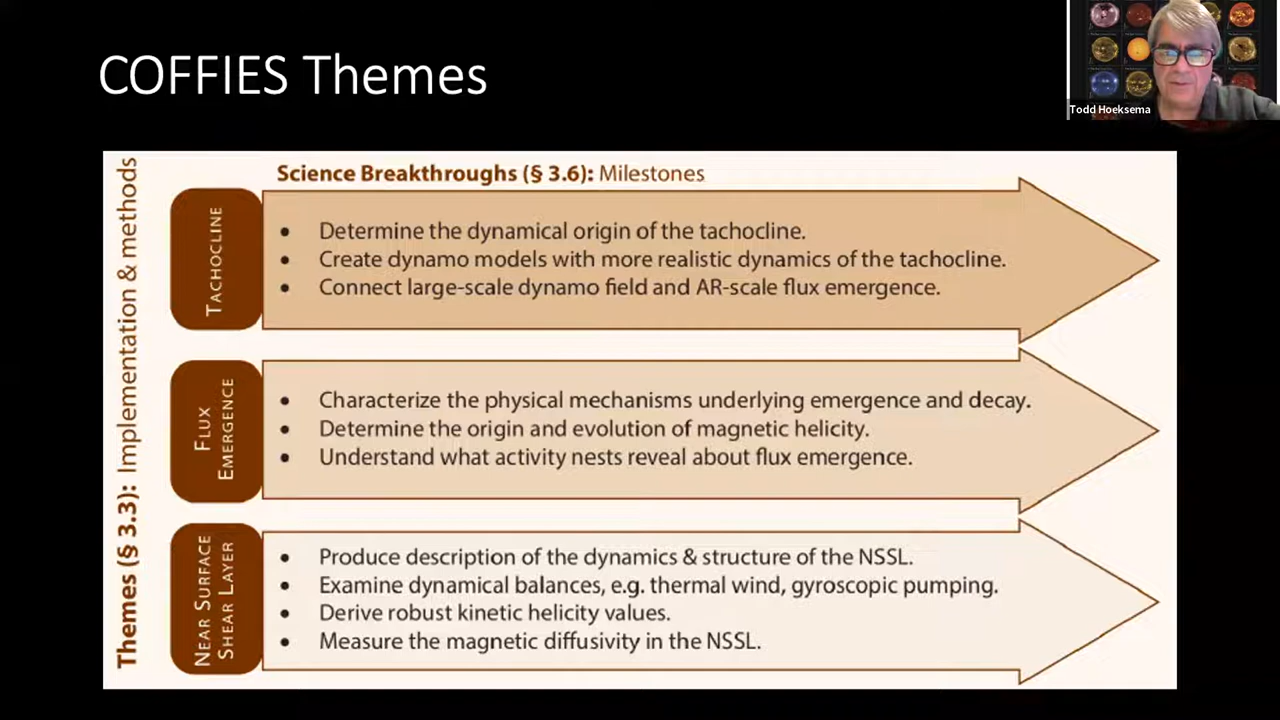 COFFIES Themes
Todd Hoeksema
Themes (§ 3.3): Implementation & methods
Science Breakthroughs (§ 3.6): Milestones
TACHOCLINE
• Determine the dynamical origin of the tachocline.
• Create dynamo models with more realistic dynamics of the tachocline.
• Connect large-scale dynamo field and AR-scale flux emergence.
FLUX
EMERGENCE
• Characterize the physical mechanisms underlying emergence and decay.
• Determine the origin and evolution of magnetic helicity.
• Understand what activity nests reveal about flux emergence.
NEAR SURFACE
SHEAR LAYER
• Produce description of the dynamics & structure of the NSSL.
• Examine dynamical balances, e.g. thermal wind, gyroscopic pumping.
• Derive robust kinetic helicity values.
• Measure the magnetic diffusivity in the NSSL.